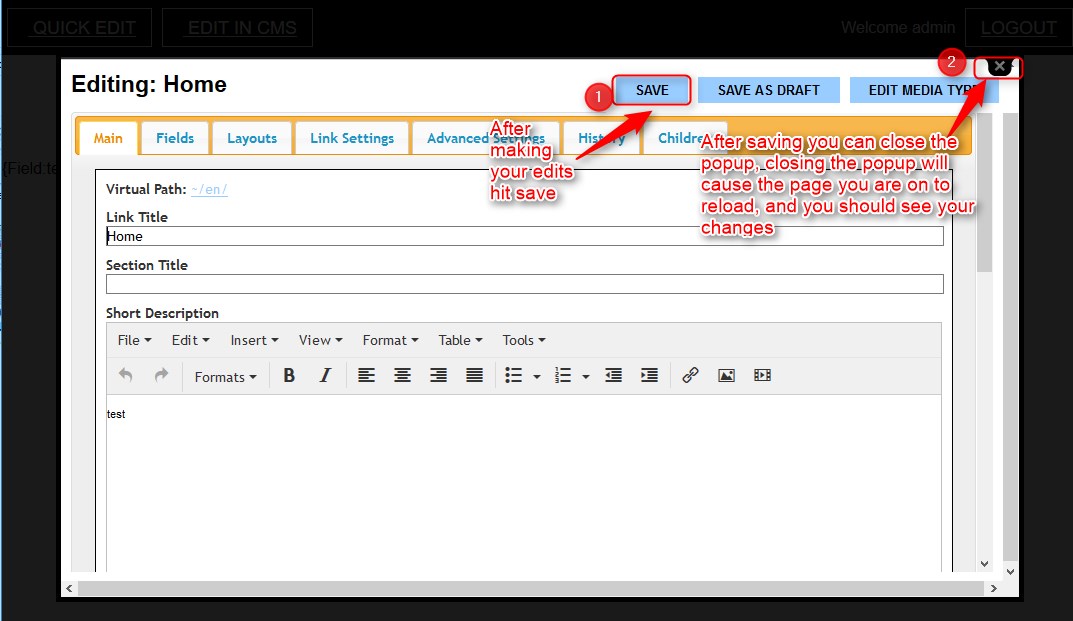 QUICK EDIT
EDIT IN CMS
Welcome admin
LOGOUT
Editing: Home
1
SAVE
SAVE AS DRAFT
EDIT MEDIA TYPE
2
Main
Fields
Layouts
Link Settings
Advanced Settings
History
Children
After
making
your edits
hit save
After saving you can close the
popup, closing the popup will
cause the page you are on to
reload, and you should see your
changes
Virtual Path: ~/en/
Link Title
Home
Section Title
Short Description
File
Edit
Insert
View
Format
Table
Tools
Formats
B
I
test
{Field:te